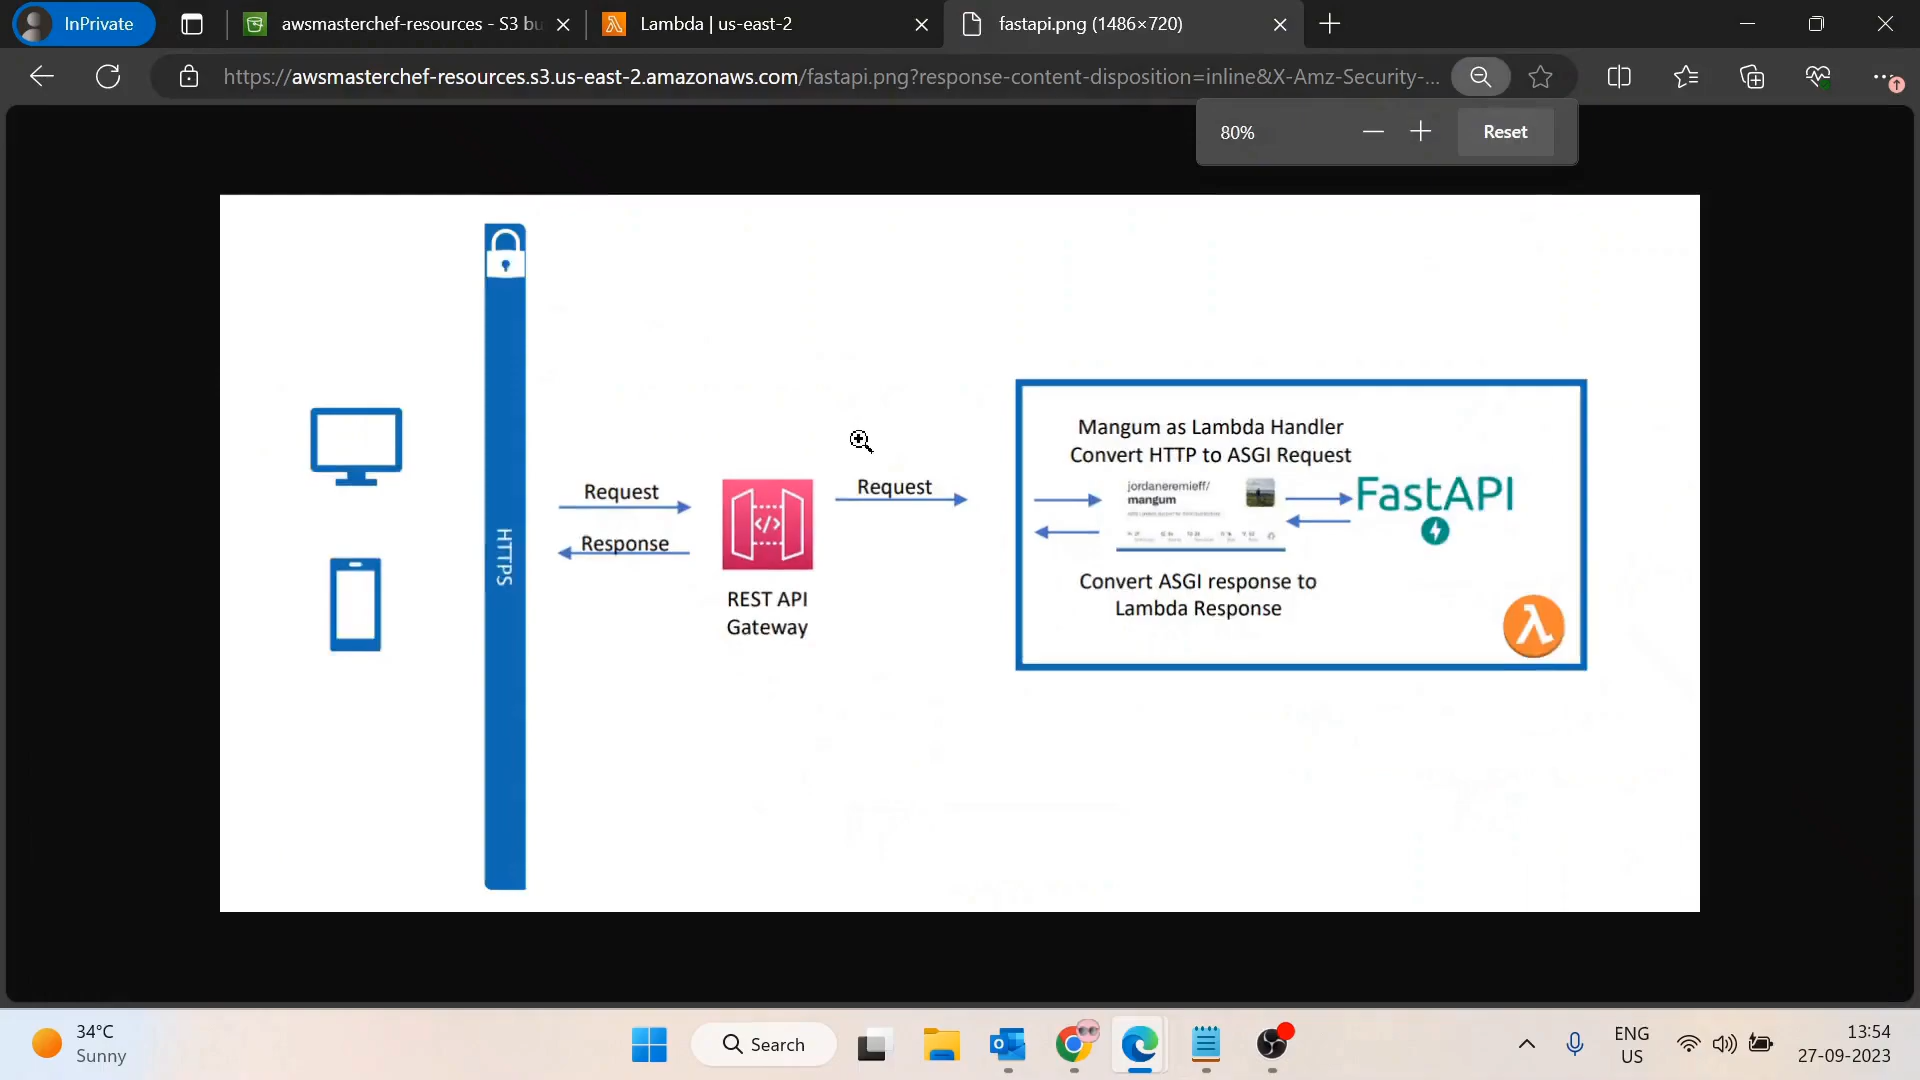 InPrivate
awsmasterchef-resources - S3 bu
Lambda | us-east-2
fastapi.png (1486×720)
https://awsmasterchef-resources.s3.us-east-2.amazonaws.com/fastapi.png?response-content-disposition=inline&X-Amz-Security-...
80%
Reset
HTTPS
Request
Response
REST API
Gateway
Request
Mangum as Lambda Handler
Convert HTTP to ASGI Request
jordaneremieff/
mangum
FastAPI
Convert ASGI response to
Lambda Response
34°C
Sunny
Search
ENG
US
13:54
27-09-2023